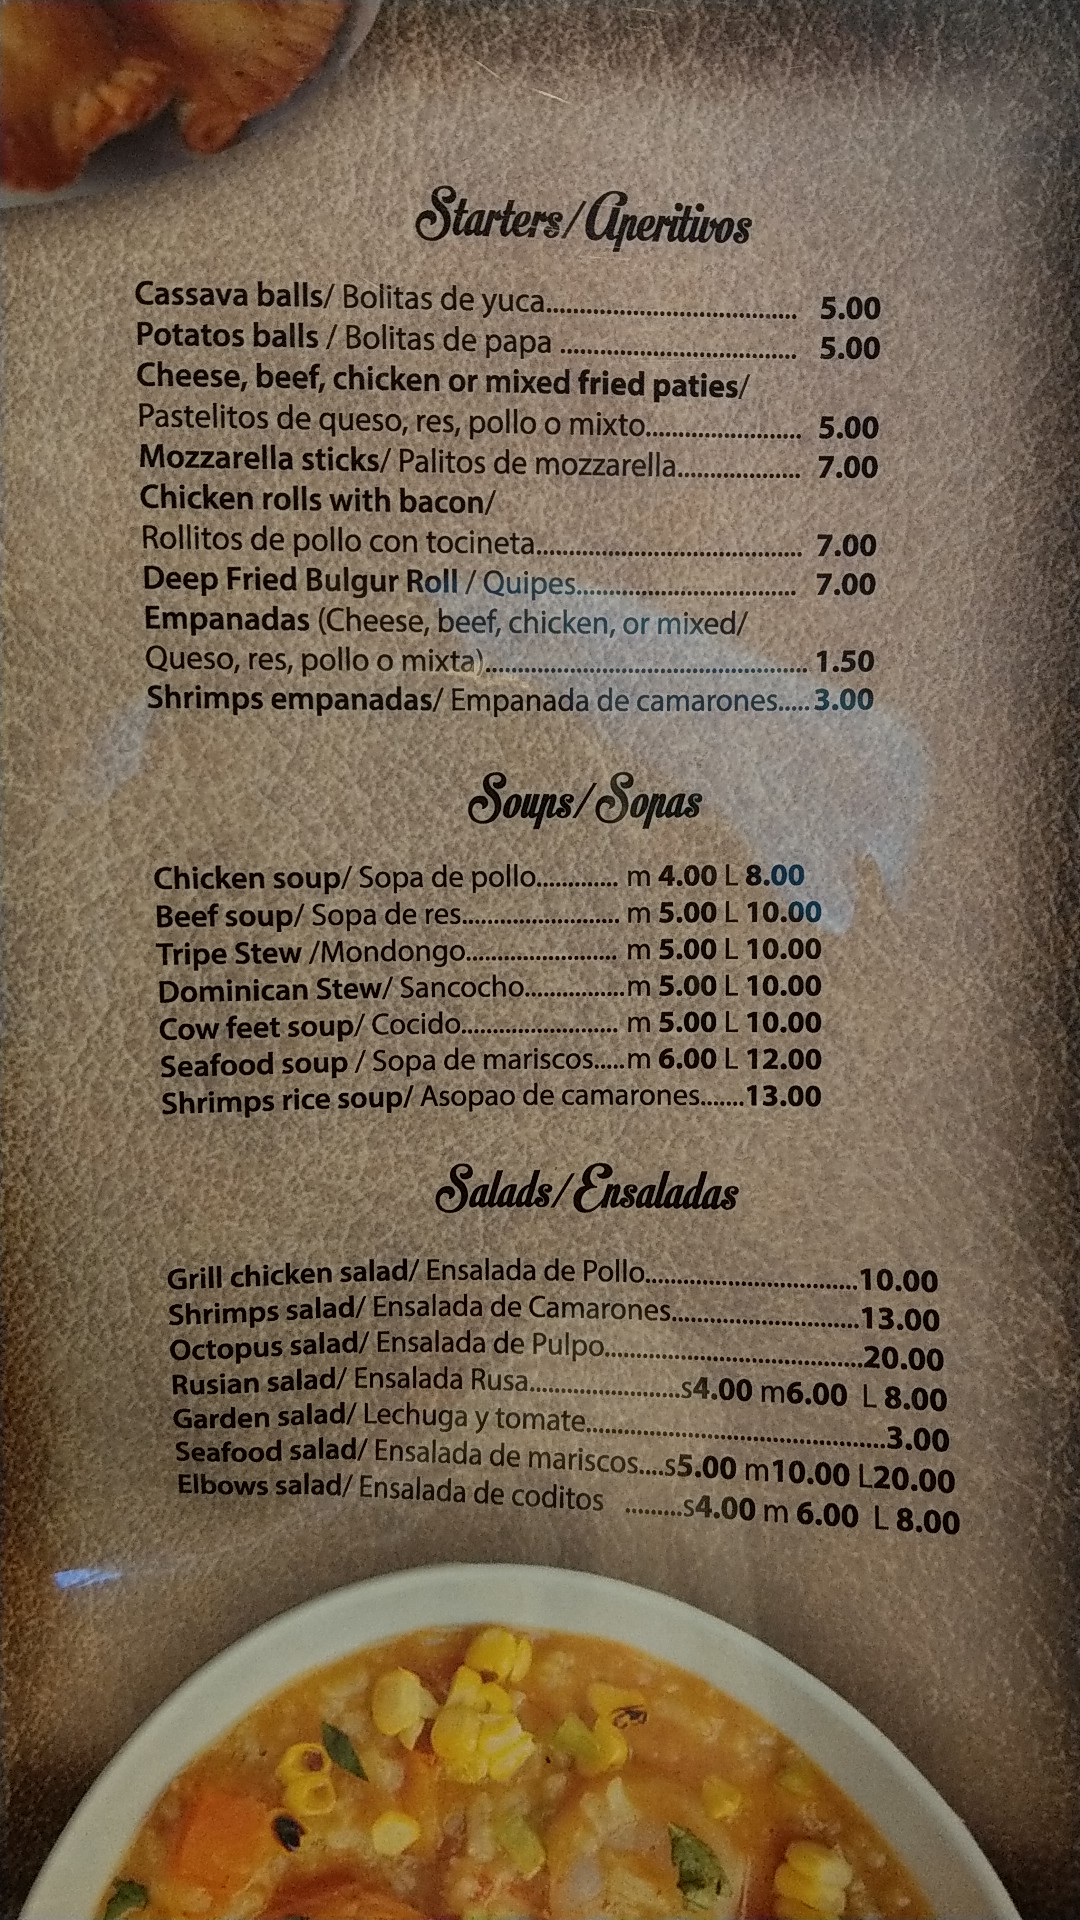 Starters/Aperitivos
Cassava balls/ Bolitas de yuca.................................... 5.00
Potatos balls / Bolitas de papa .................................. 5.00
Cheese, beef, chicken or mixed fried paties/
Pastelitos de queso, res, pollo o mixto...................... 5.00
Mozzarella sticks/ Palitos de mozzarella.................. 7.00
Chicken rolls with bacon/
Rollitos de pollo con tocineta...................................... 7.00
Deep Fried Bulgur Roll / Quipes............................... 7.00
Empanadas (Cheese, beef, chicken, or mixed/
Queso, res, pollo o mixta).............................................. 1.50
Shrimps empanadas/ Empanada de camarones..... 3.00
Soups/Sopas
Chicken soup/ Sopa de pollo............. m 4.00 L 8.00
Beef soup/ Sopa de res....................... m 5.00 L 10.00
Tripe Stew /Mondongo...................... m 5.00 L 10.00
Dominican Stew/ Sancocho...............m 5.00 L 10.00
Cow feet soup/ Cocido....................... m 5.00 L 10.00
Seafood soup / Sopa de mariscos.....m 6.00 L 12.00
Shrimps rice soup/ Asopao de camarones.......13.00
Salads/Ensaladas
Grill chicken salad/ Ensalada de Pollo...............................10.00
Shrimps salad/ Ensalada de Camarones...........................13.00
Octopus salad/ Ensalada de Pulpo.....................................20.00
Rusian salad/ Ensalada Rusa......................s4.00 m6.00 L 8.00
Garden salad/ Lechuga y tomate...........................................3.00
Seafood salad/ Ensalada de mariscos....s5.00 m10.00 L20.00
Elbows salad/ Ensalada de coditos .........s4.00 m 6.00 L 8.00